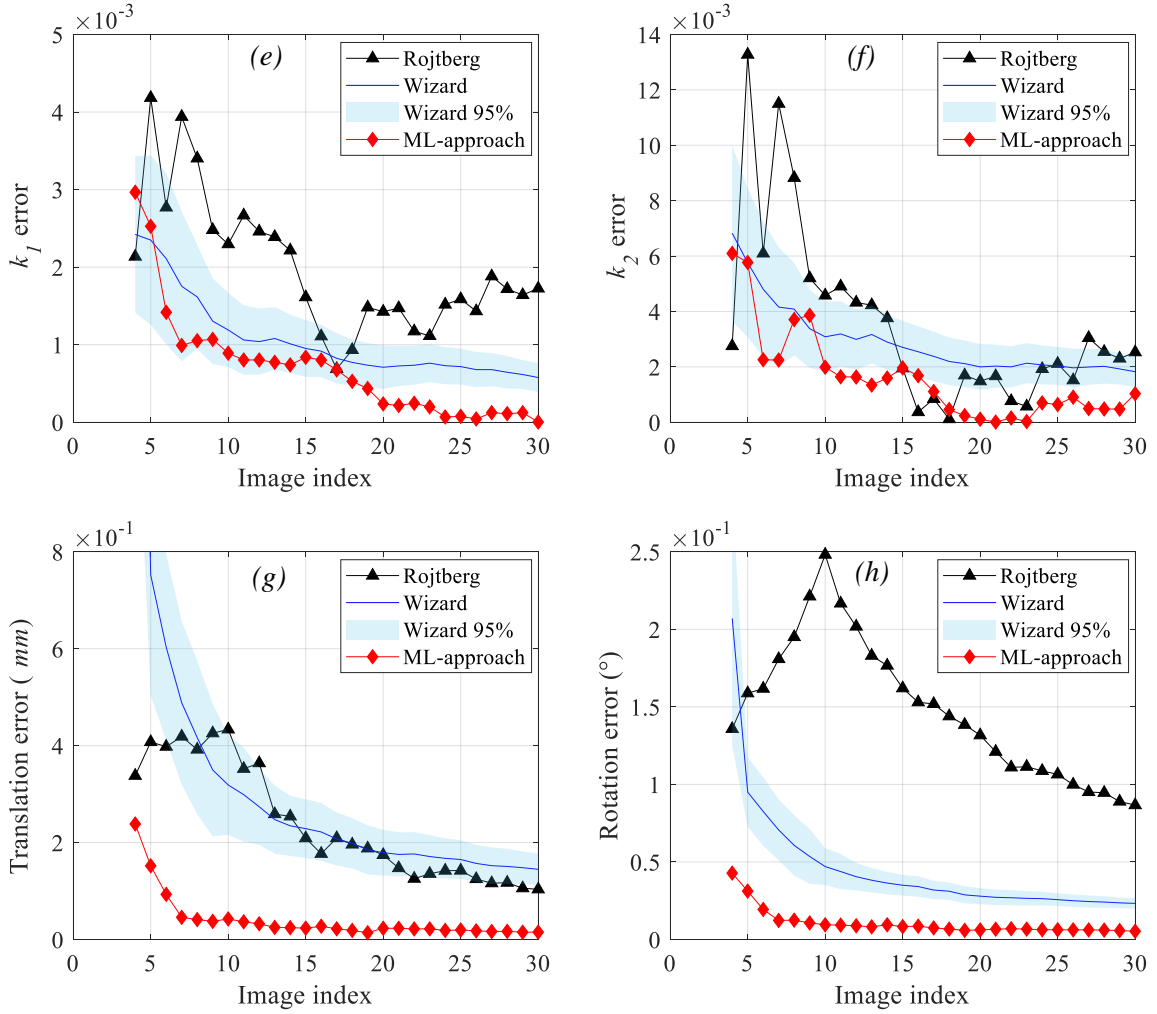 ×10⁻³
(e)
Rojtberg
Wizard
Wizard 95%
ML-approach
5
4
3
2
1
0
k₁ error
0 5 10 15 20 25 30
Image index
×10⁻³
(f)
Rojtberg
Wizard
Wizard 95%
ML-approach
14
12
10
8
6
4
2
0
k₂ error
0 5 10 15 20 25 30
Image index
×10⁻¹
(g)
Rojtberg
Wizard
Wizard 95%
ML-approach
8
6
4
2
0
Translation error ( mm)
0 5 10 15 20 25 30
Image index
×10⁻¹
(h)
Rojtberg
Wizard
Wizard 95%
ML-approach
2.5
2
1.5
1
0.5
0
Rotation error (°)
0 5 10 15 20 25 30
Image index